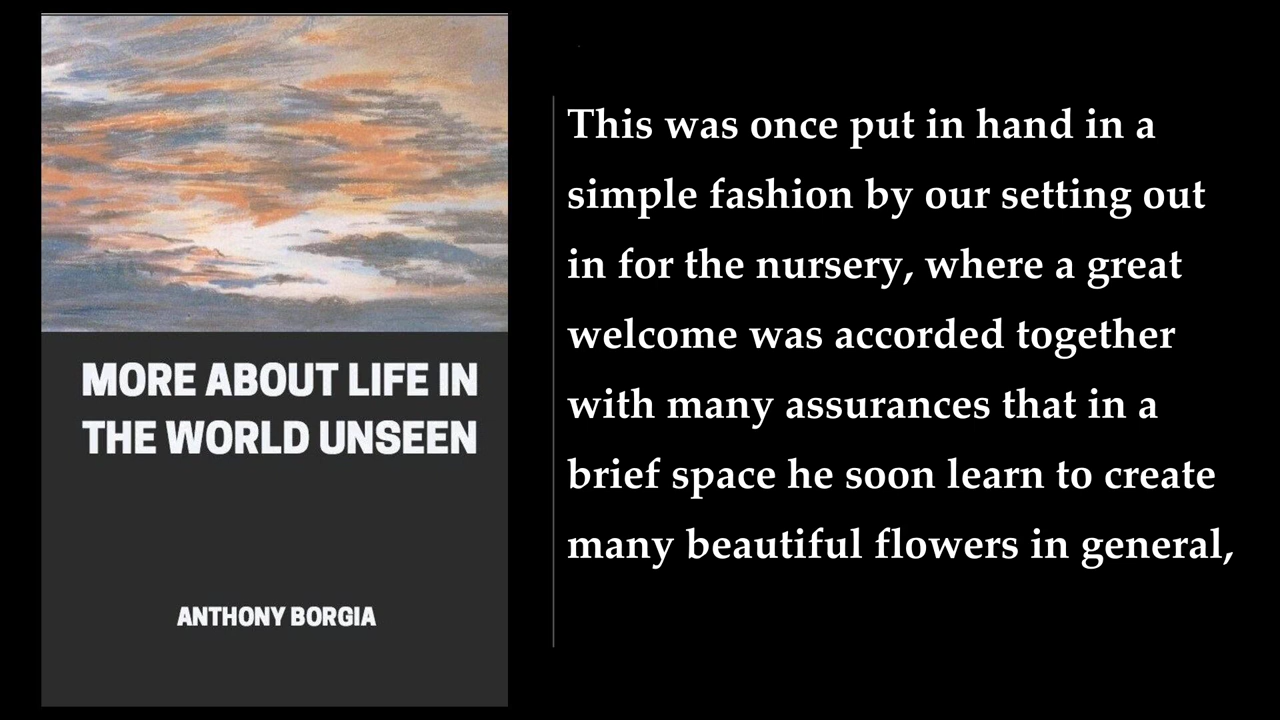 MORE ABOUT LIFE IN
THE WORLD UNSEEN
ANTHONY BORGIA
This was once put in hand in a
simple fashion by our setting out
in for the nursery, where a great
welcome was accorded together
with many assurances that in a
brief space he soon learn to create
many beautiful flowers in general,